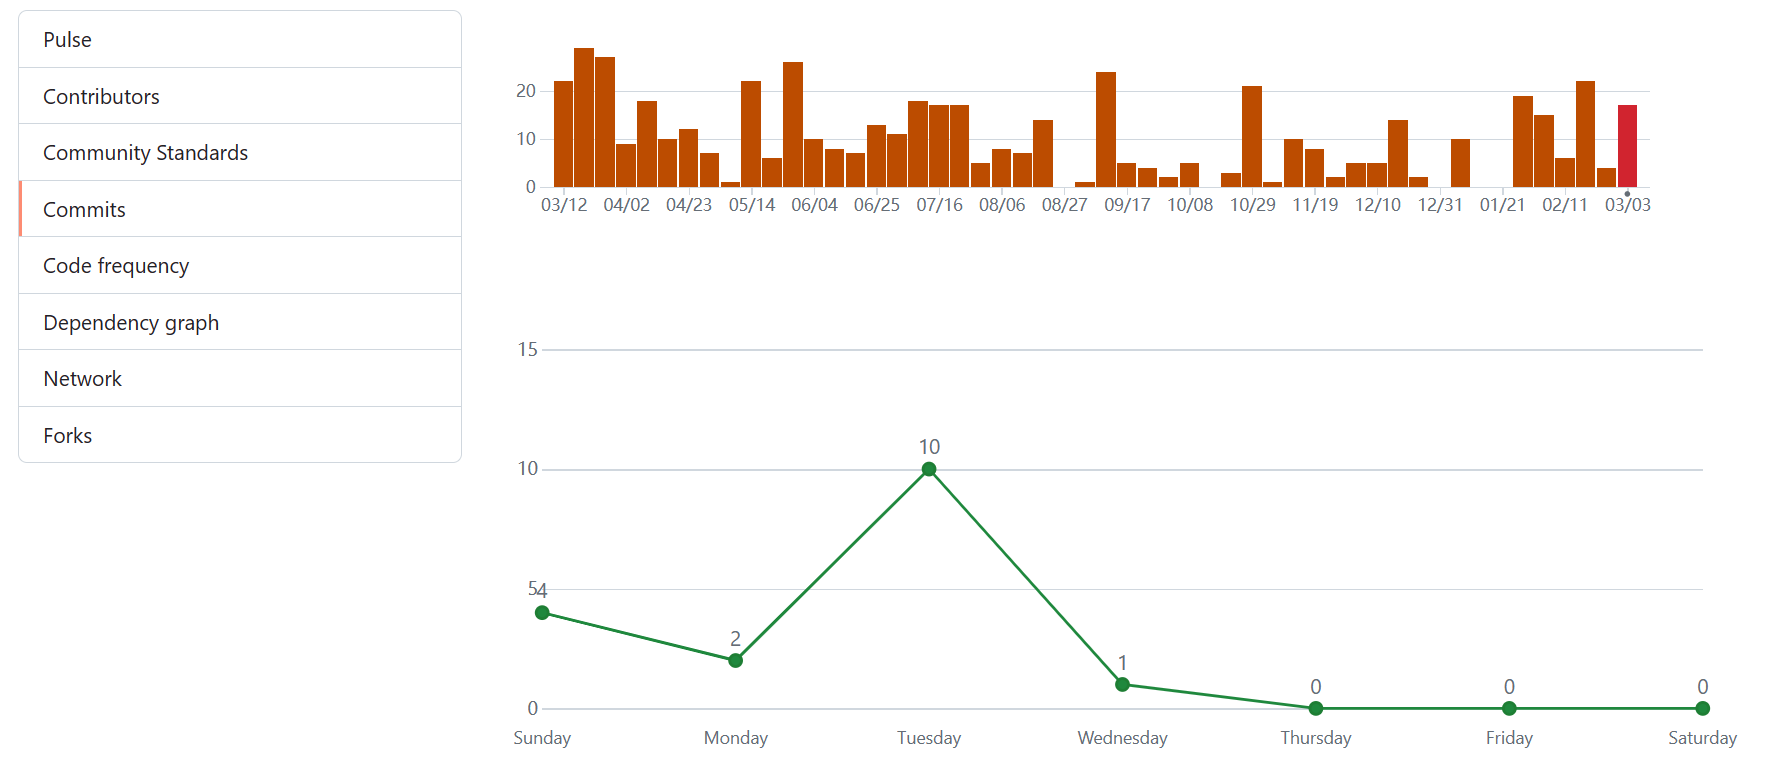 Pulse
Contributors
Community Standards
Commits
Code frequency
Dependency graph
Network
Forks
20
10
0
03/12 04/02 04/23 05/14 06/04 06/25 07/16 08/06 08/27 09/17 10/08 10/29 11/19 12/10 12/31 01/21 02/11 03/03
15
10
10
5
4
2
1
0 0 0
0
Sunday Monday Tuesday Wednesday Thursday Friday Saturday